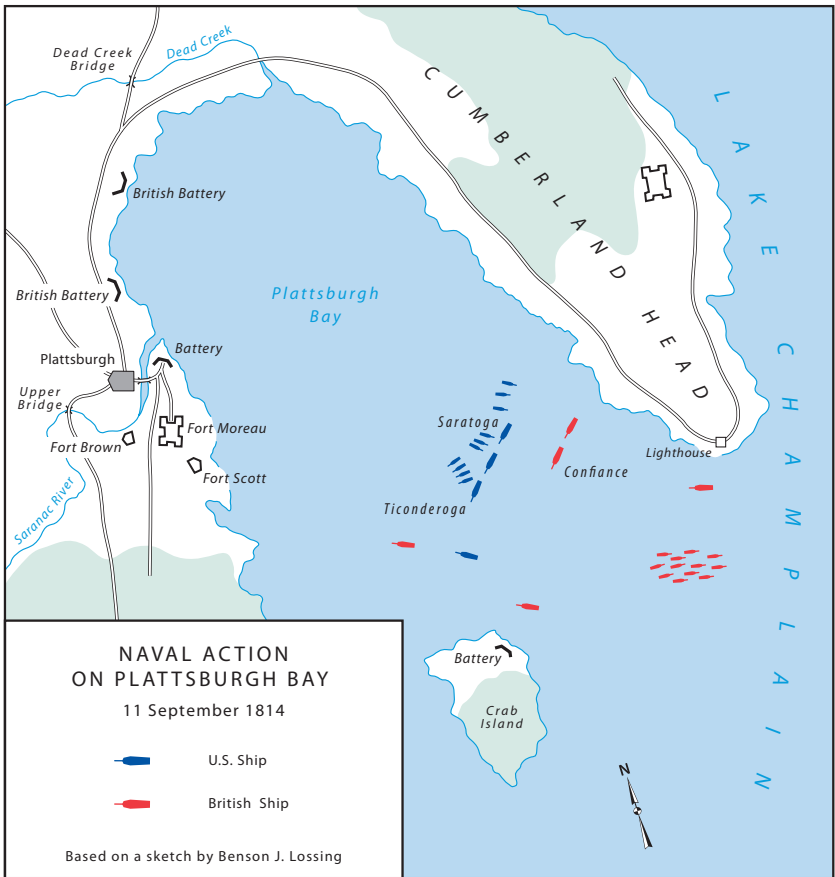 Dead Creek
Bridge
Dead Creek
CUMBERLAND HEAD
LAKE CHAMPLAIN
British Battery
British Battery
Plattsburgh
Bay
Plattsburgh
Battery
Upper
Bridge
Fort Moreau
Fort Brown
Fort Scott
Saranac River
Saratoga
Confiance
Lighthouse
Ticonderoga
Battery
Crab
Island
N
NAVAL ACTION
ON PLATTSBURGH BAY
11 September 1814
U.S. Ship
British Ship
Based on a sketch by Benson J. Lossing